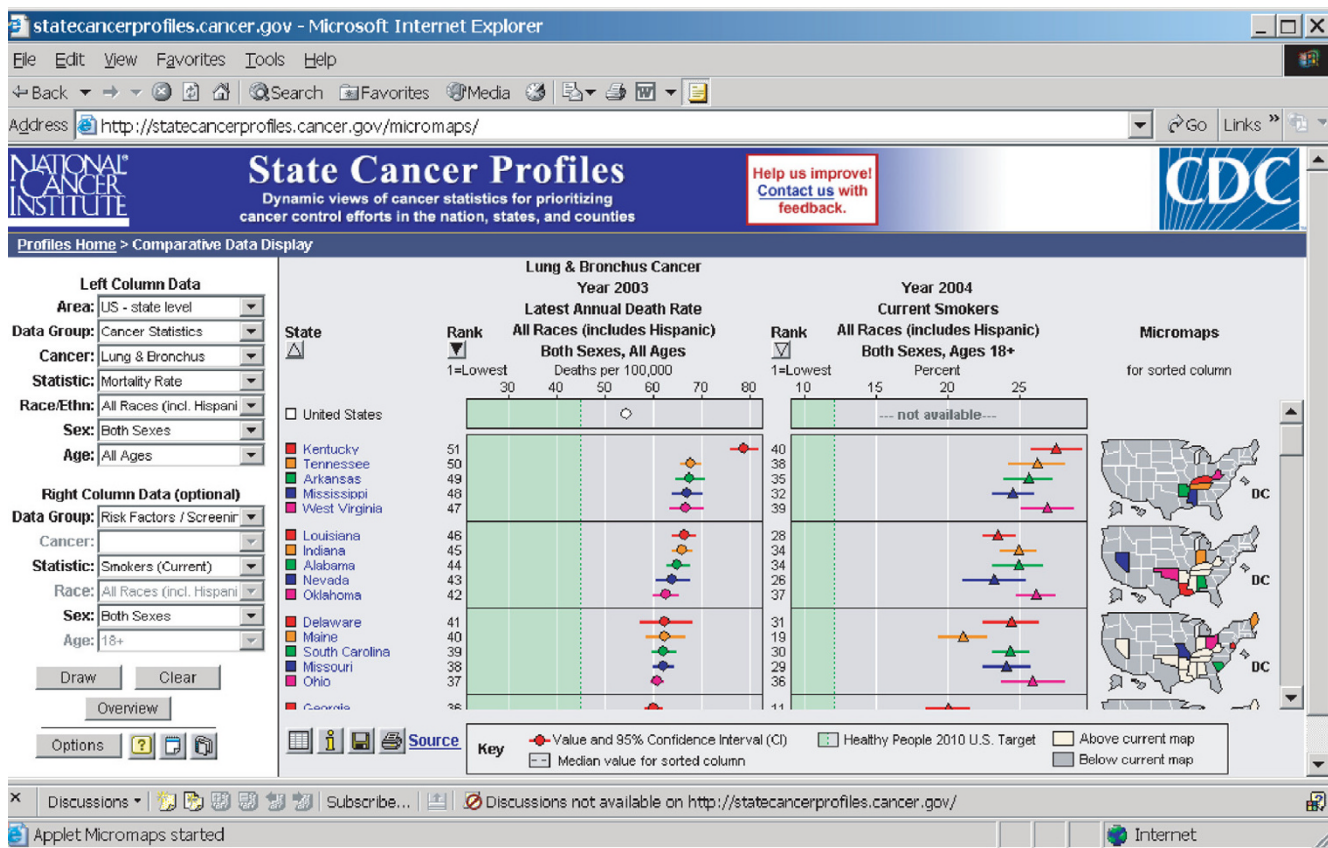 statecancerprofiles.cancer.gov - Microsoft Internet Explorer
File Edit View Favorites Tools Help
Back Search Favorites Media
Address http://statecancerprofiles.cancer.gov/micromaps/ Go Links »
NATIONAL® CANCER INSTITUTE
State Cancer Profiles
Dynamic views of cancer statistics for prioritizing
cancer control efforts in the nation, states, and counties
Help us improve!
Contact us with
feedback.
CDC
Profiles Home > Comparative Data Display
Left Column Data
Area: US - state level
Data Group: Cancer Statistics
Cancer: Lung & Bronchus
Statistic: Mortality Rate
Race/Ethn: All Races (incl. Hispani
Sex: Both Sexes
Age: All Ages
Right Column Data (optional)
Data Group: Risk Factors / Screenin
Cancer:
Statistic: Smokers (Current)
Race: All Races (incl. Hispani
Sex: Both Sexes
Age: 18+
Draw Clear
Overview
Options ?
Lung & Bronchus Cancer
Year 2003 Year 2004
Latest Annual Death Rate Current Smokers
State Rank All Races (includes Hispanic) Rank All Races (includes Hispanic) Micromaps
Both Sexes, All Ages Both Sexes, Ages 18+
1=Lowest Deaths per 100,000 1=Lowest Percent for sorted column
30 40 50 60 70 80 10 15 20 25
United States --- not available---
Kentucky 51 40
Tennessee 50 38
Arkansas 49 35
Mississippi 48 32
West Virginia 47 39
DC
Louisiana 46 28
Indiana 45 34
Alabama 44 34
Nevada 43 26
Oklahoma 42 37
DC
Delaware 41 31
Maine 40 19
South Carolina 39 30
Missouri 38 29
Ohio 37 36
DC
Georgia 36 11
Source
Key Value and 95% Confidence Interval (CI) Healthy People 2010 U.S. Target Above current map
Median value for sorted column Below current map
× Discussions Subscribe... Discussions not available on http://statecancerprofiles.cancer.gov/
Applet Micromaps started Internet